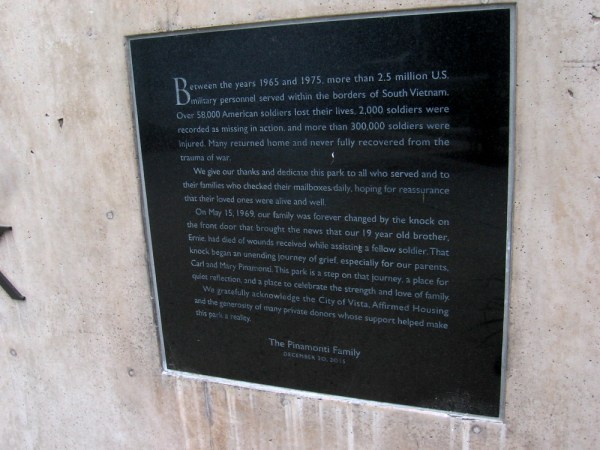 Between the years 1965 and 1975, more than 2.5 million U.S.
military personnel served within the borders of South Vietnam.
Over 58,000 American soldiers lost their lives, 2,000 soldiers were
recorded as missing in action, and more than 300,000 soldiers were
injured. Many returned home and never fully recovered from the
trauma of war.
We give our thanks and dedicate this park to all who served and to
their families who checked their mailboxes daily, hoping for reassurance
that their loved ones were alive and well.
On May 15, 1969, our family was forever changed by the knock on
the front door that brought the news that our 19 year old brother,
Ernie, had died of wounds received while assisting a fellow soldier. That
knock began an unending journey of grief, especially for our parents,
Carl and Mary Pinamonti. This park is a step on that journey, a place for
quiet reflection, and a place to celebrate the strength and love of family.
We gratefully acknowledge the City of Vista, Affirmed Housing
and the generosity of many private donors whose support helped make
this park a reality.
The Pinamonti Family
DECEMBER 20, 2014